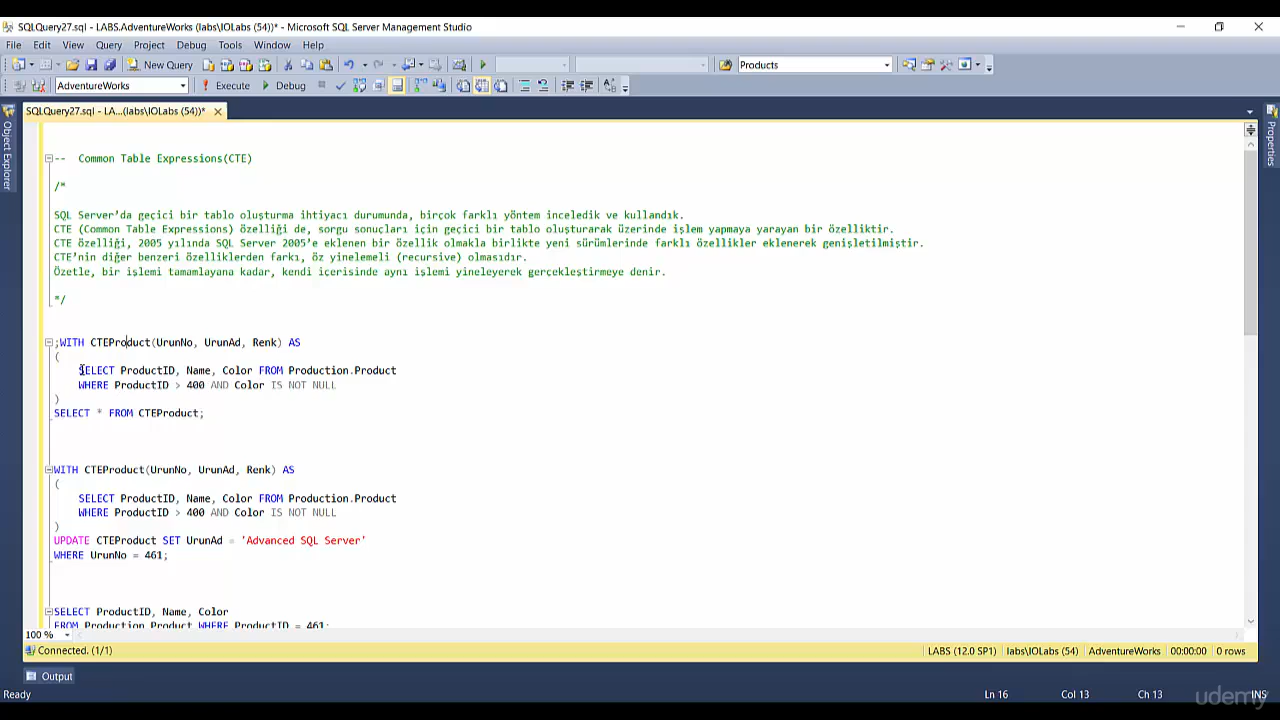 SQLQuery27.sql - LABS.AdventureWorks (labs\IOLabs (54))* - Microsoft SQL Server Management Studio
File Edit View Query Project Debug Tools Window Help
New Query Products
AdventureWorks Execute Debug
SQLQuery27.sql - LA...(labs\IOLabs (54))*
Object Explorer
Properties
-- Common Table Expressions(CTE)
/*
SQL Server'da geçici bir tablo oluşturma ihtiyacı durumunda, birçok farklı yöntem inceledik ve kullandık.
CTE (Common Table Expressions) özelliği de, sorgu sonuçları için geçici bir tablo oluşturarak üzerinde işlem yapmaya yarayan bir özelliktir.
CTE özelliği, 2005 yılında SQL Server 2005'e eklenen bir özellik olmakla birlikte yeni sürümlerinde farklı özellikler eklenerek genişletilmiştir.
CTE'nin diğer benzeri özelliklerden farkı, öz yinelemeli (recursive) olmasıdır.
Özetle, bir işlemi tamamlayana kadar, kendi içerisinde aynı işlemi yineleyerek gerçekleştirmeye denir.
*/
;WITH CTEProduct(UrunNo, UrunAd, Renk) AS
(
SELECT ProductID, Name, Color FROM Production.Product
WHERE ProductID > 400 AND Color IS NOT NULL
)
SELECT * FROM CTEProduct;
WITH CTEProduct(UrunNo, UrunAd, Renk) AS
(
SELECT ProductID, Name, Color FROM Production.Product
WHERE ProductID > 400 AND Color IS NOT NULL
)
UPDATE CTEProduct SET UrunAd = 'Advanced SQL Server'
WHERE UrunNo = 461;
SELECT ProductID, Name, Color
FROM Production.Product WHERE ProductID = 461;
100 %
Connected. (1/1) LABS (12.0 SP1) labs\IOLabs (54) AdventureWorks 00:00:00 0 rows
Output
Ready Ln 16 Col 13 Ch 13 INS
udemy